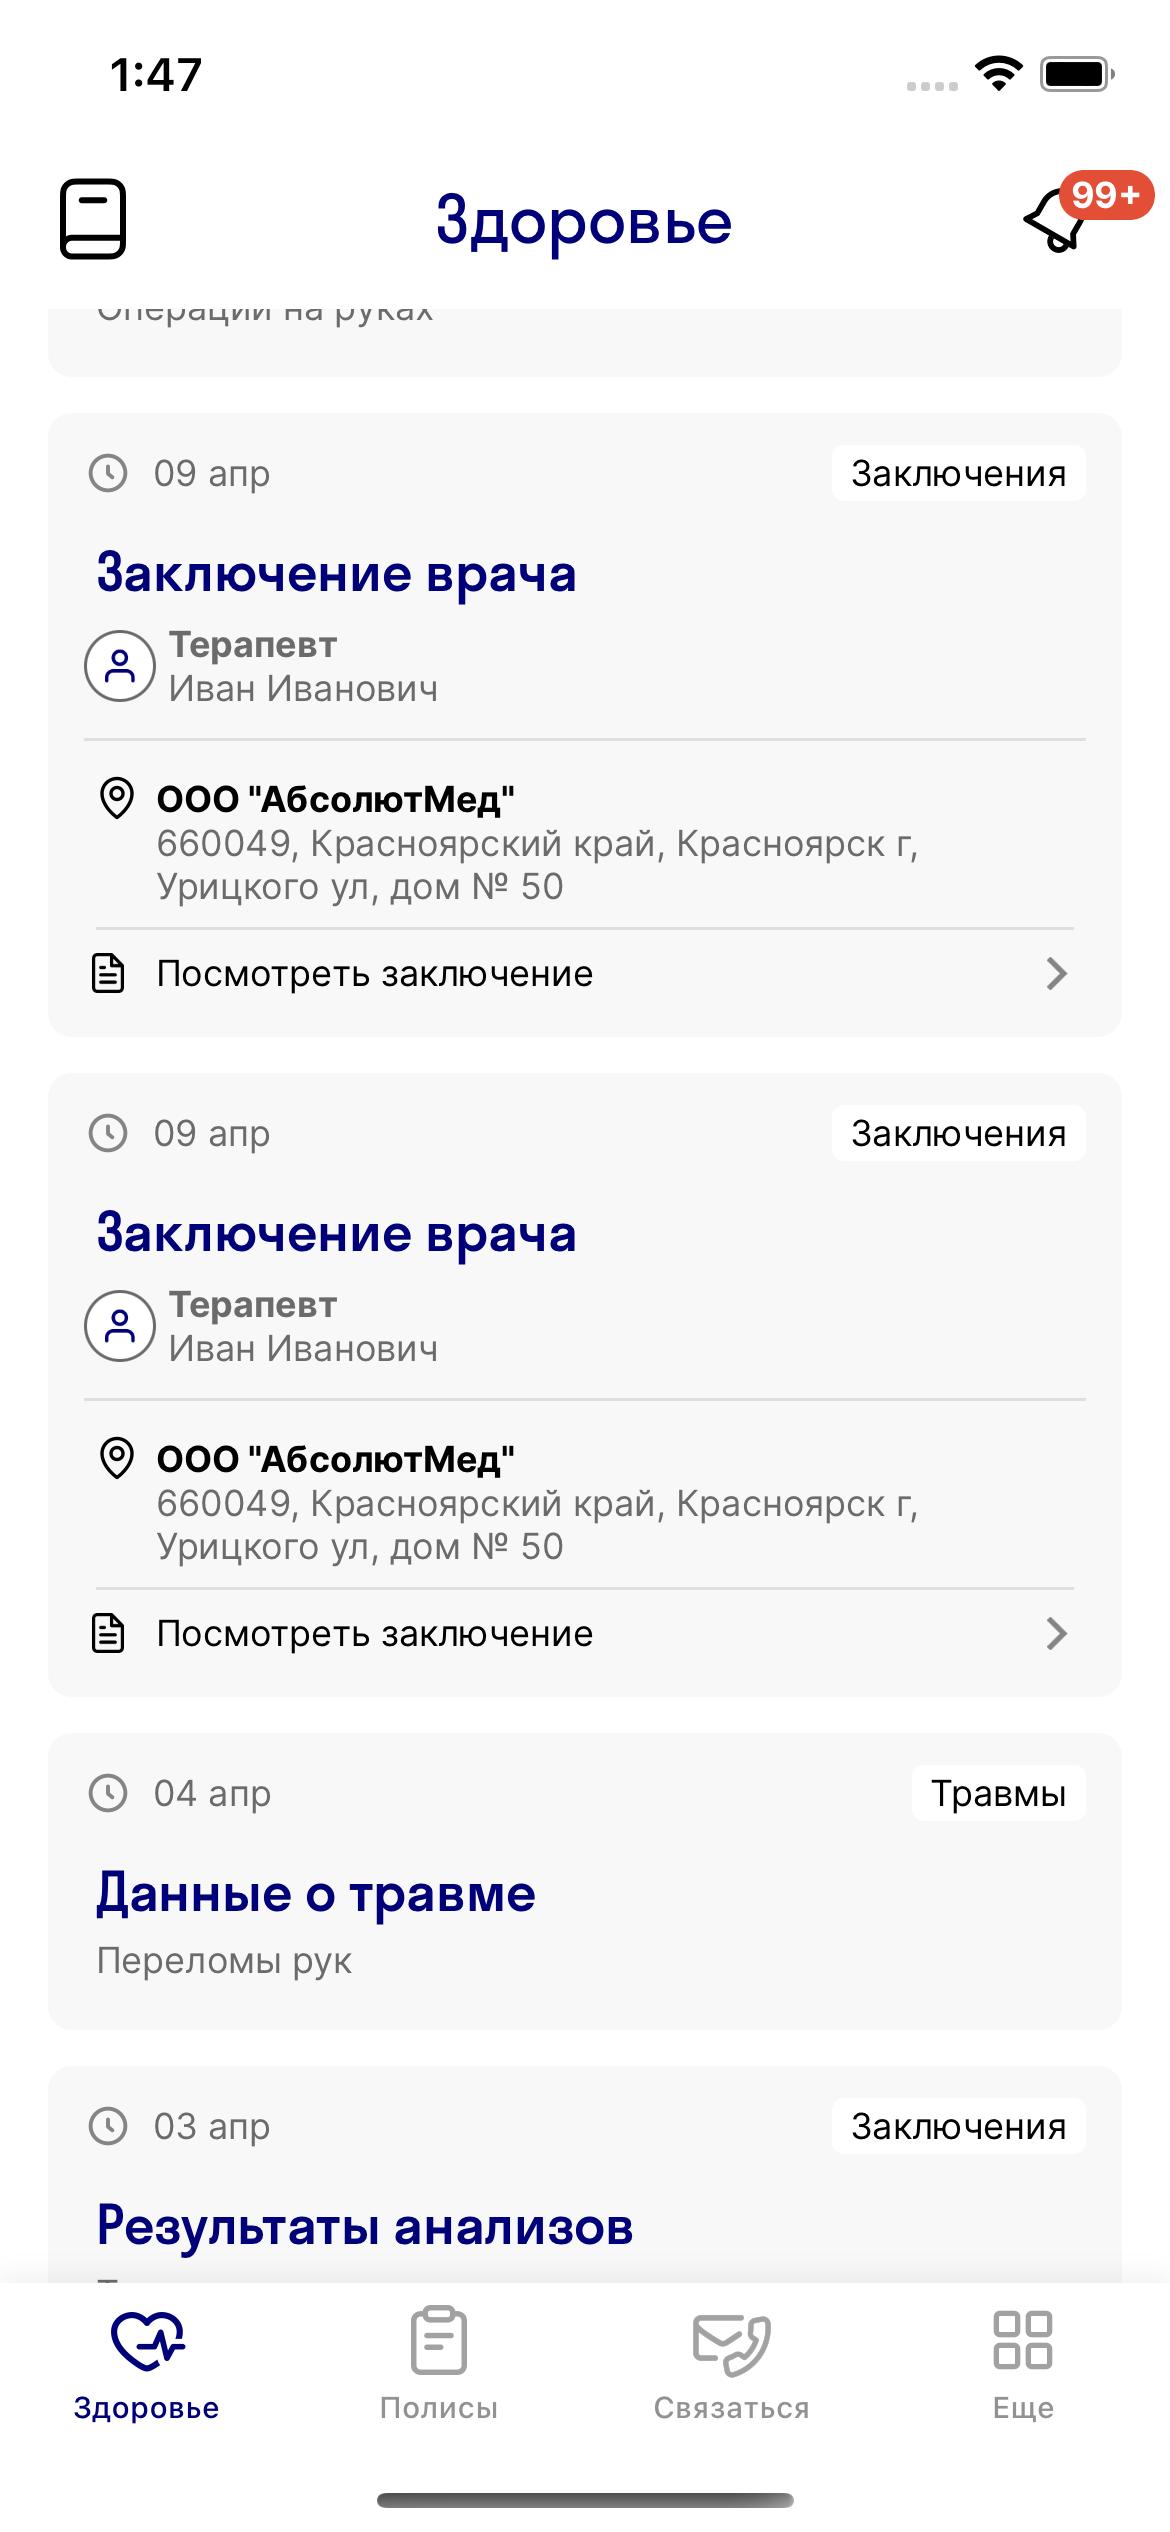 1:47
Здоровье
99+
Операции на руках
09 апр
Заключения
Заключение врача
Терапевт
Иван Иванович
ООО "АбсолютМед"
660049, Красноярский край, Красноярск г,
Урицкого ул, дом № 50
Посмотреть заключение
09 апр
Заключения
Заключение врача
Терапевт
Иван Иванович
ООО "АбсолютМед"
660049, Красноярский край, Красноярск г,
Урицкого ул, дом № 50
Посмотреть заключение
04 апр
Травмы
Данные о травме
Переломы рук
03 апр
Заключения
Результаты анализов
Здоровье
Полисы
Связаться
Еще